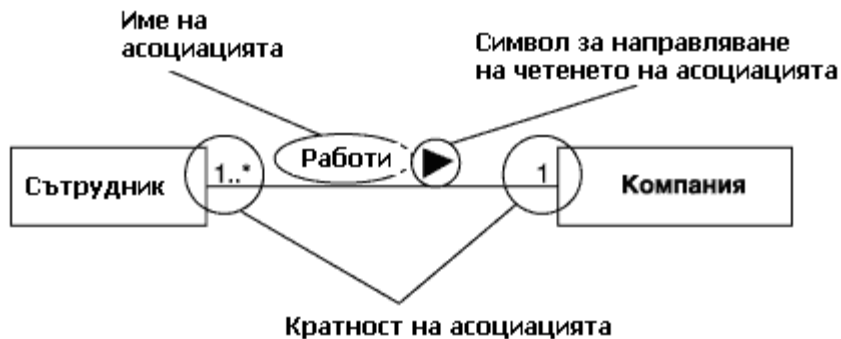 Име на
асоциацията
Символ за направляване
на четенето на асоциацията
Сътрудник
1..*
Работи
1
Компания
Кратност на асоциацията